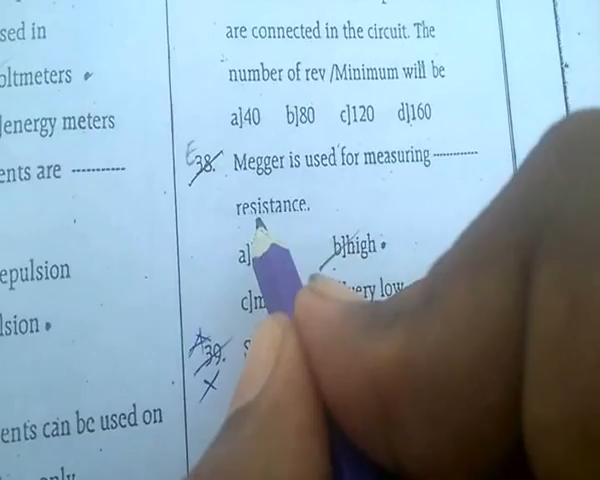 sed in
oltmeters
]energy meters
ents are -----------
epulsion
lsion
ents can be used on
only
are connected in the circuit. The
number of rev /Minimum will be
a]40 b]80 c]120 d]160
E 38. Megger is used for measuring-----------
resistance.
a] b]high
c]m very low
A 39. S
X